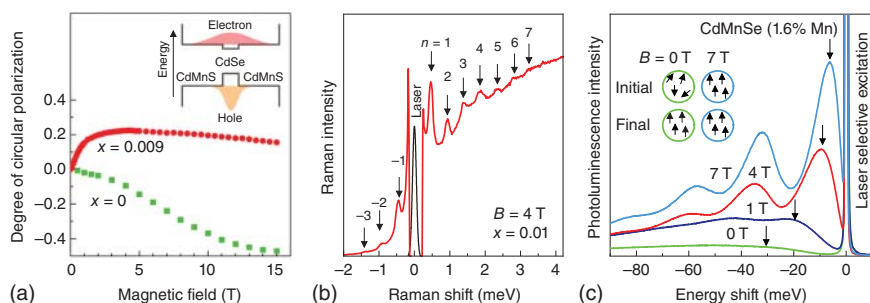 Degree of circular polarization
0.4
0.2
0.0
−0.2
−0.4
0
5
10
15
Magnetic field (T)
x = 0.009
x = 0
Energy
Electron
CdSe
CdMnS
CdMnS
Hole
(a)
Raman intensity
−3
−2
−1
Laser
n = 1
2
3
4
5
6
7
B = 4 T
x = 0.01
−2
−1
0
1
2
3
4
Raman shift (meV)
(b)
Photoluminescence intensity
CdMnSe (1.6% Mn)
B = 0 T
7 T
Initial
Final
7 T
4 T
1 T
0 T
Laser selective excitation
−80
−60
−40
−20
0
Energy shift (meV)
(c)